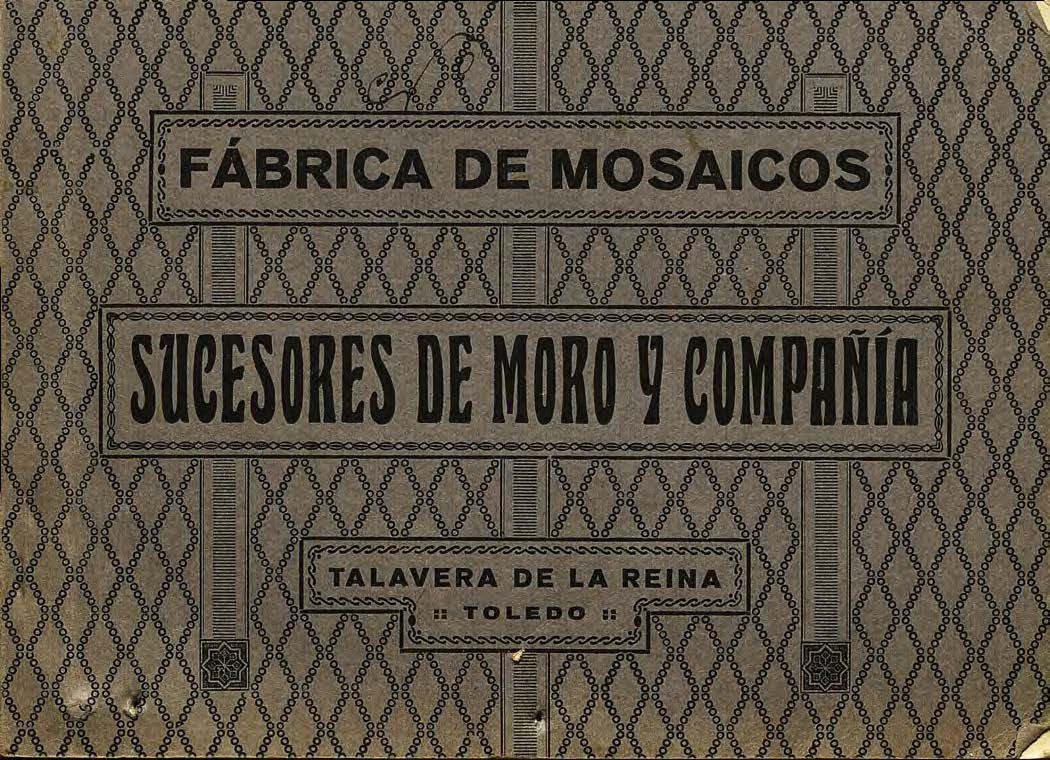 FÁBRICA DE MOSAICOS
SUCESORES DE MORO Y COMPAÑÍA
TALAVERA DE LA REINA
:: TOLEDO ::